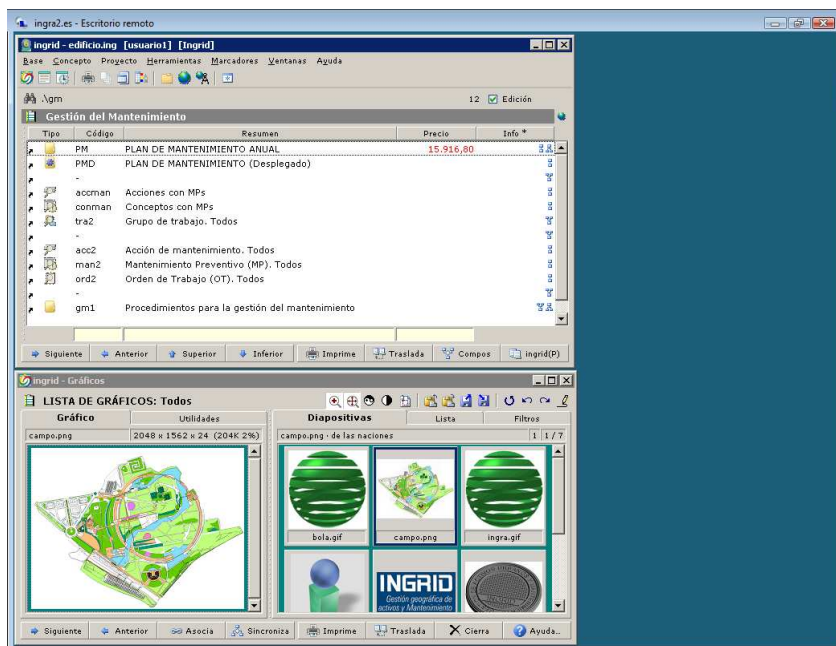 ingra2.es - Escritorio remoto
ingrid - edificio.ing [usuario1] [Ingrid]
Base Concepto Proyecto Herramientas Marcadores Ventanas Ayuda
.\gm 12 Edición
Gestión del Mantenimiento
Tipo Código Resumen Precio Info *
PM PLAN DE MANTENIMIENTO ANUAL 15.916,80
PMD PLAN DE MANTENIMIENTO (Desplegado)
-
accman Acciones con MPs
conman Conceptos con MPs
tra2 Grupo de trabajo. Todos
-
acc2 Acción de mantenimiento. Todos
man2 Mantenimiento Preventivo (MP). Todos
ord2 Orden de Trabajo (OT). Todos
-
gm1 Procedimientos para la gestión del mantenimiento
Siguiente Anterior Superior Inferior Imprime Traslada Compos ingrid(P)
ingrid - Gráficos
LISTA DE GRÁFICOS: Todos
Gráfico Utilidades Diapositivas Lista Filtros
campo.png 2048 x 1562 x 24 (204K 2%) campo.png · de las naciones 1 1/7
bola.gif campo.png ingra.gif
INGRID
Gestión geográfica de
activos y Mantenimiento
Siguiente Anterior Asocia Sincroniza Imprime Traslada Cierra Ayuda..